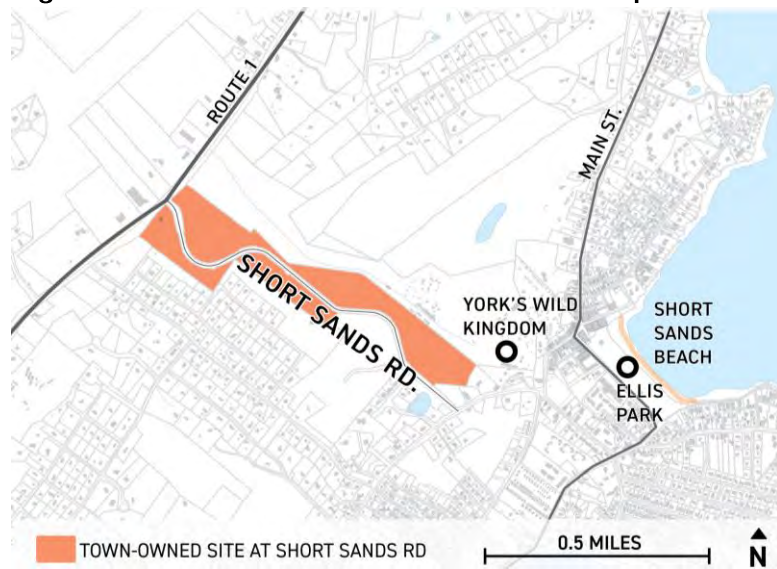 ROUTE 1
MAIN ST.
SHORT SANDS RD.
YORK'S WILD
KINGDOM
SHORT
SANDS
BEACH
ELLIS
PARK
TOWN-OWNED SITE AT SHORT SANDS RD
0.5 MILES
N